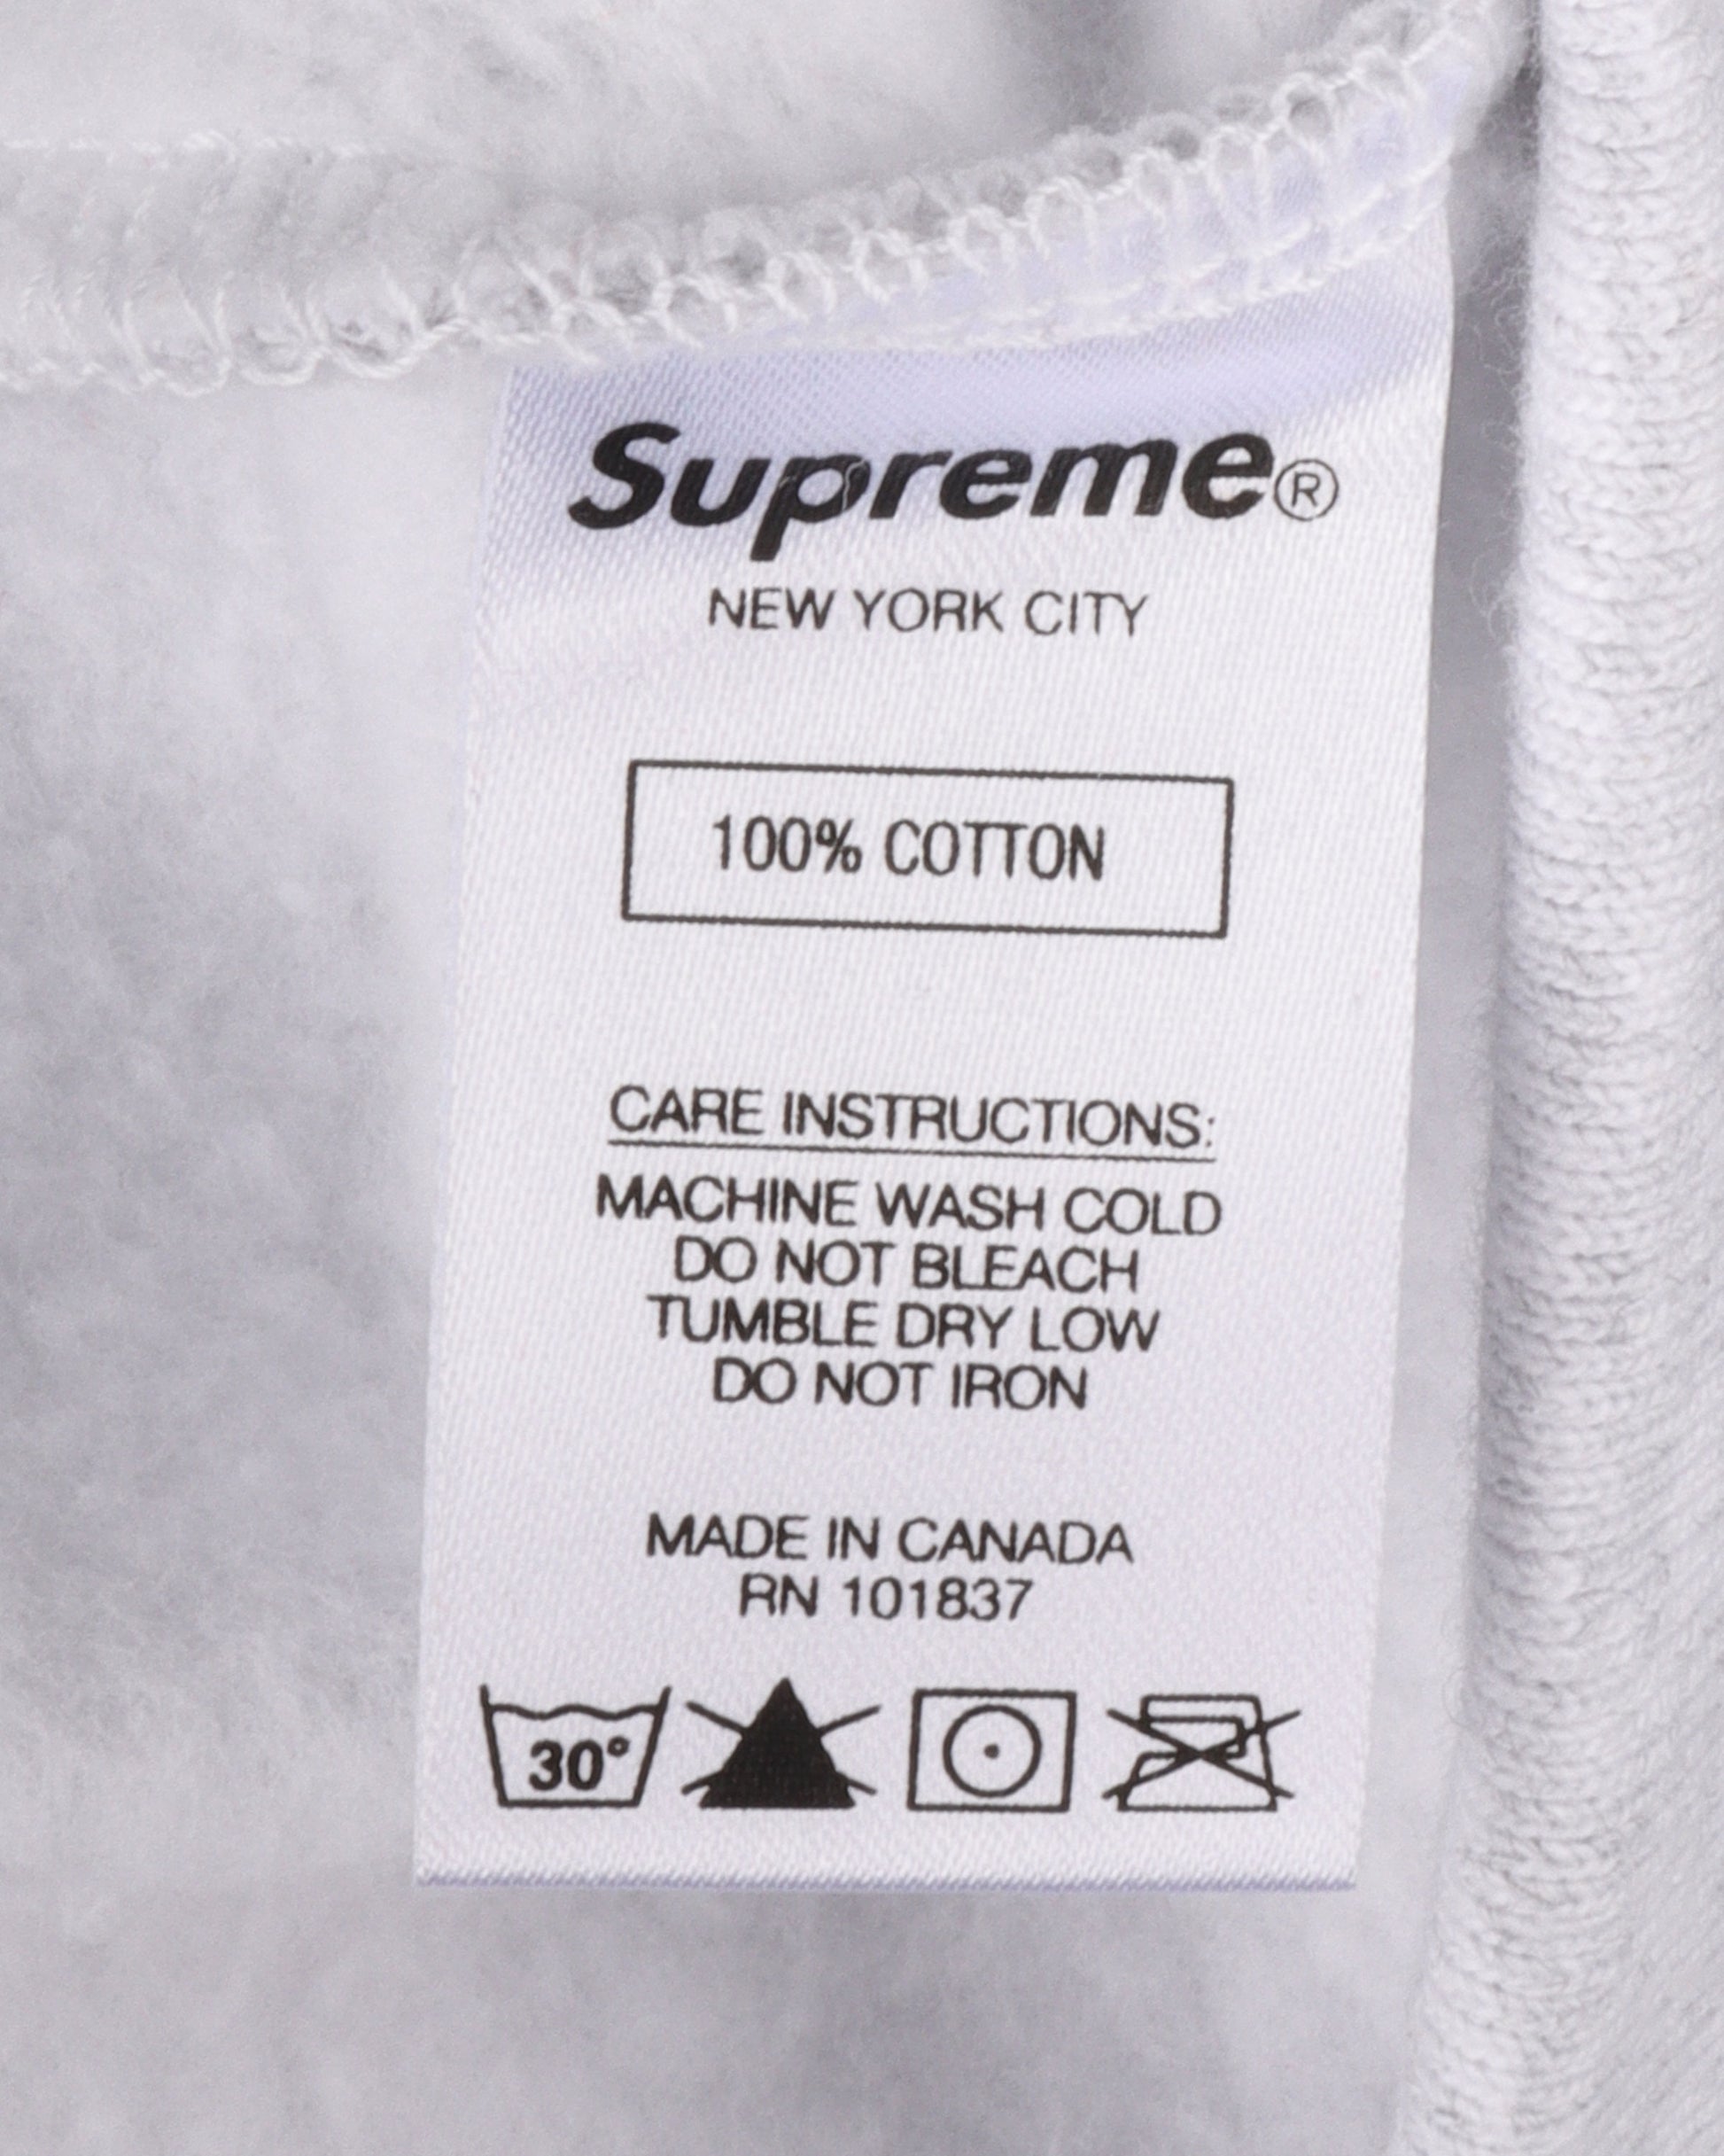 Supreme®
NEW YORK CITY
100% COTTON
CARE INSTRUCTIONS:
MACHINE WASH COLD
DO NOT BLEACH
TUMBLE DRY LOW
DO NOT IRON
MADE IN CANADA
RN 101837
30°